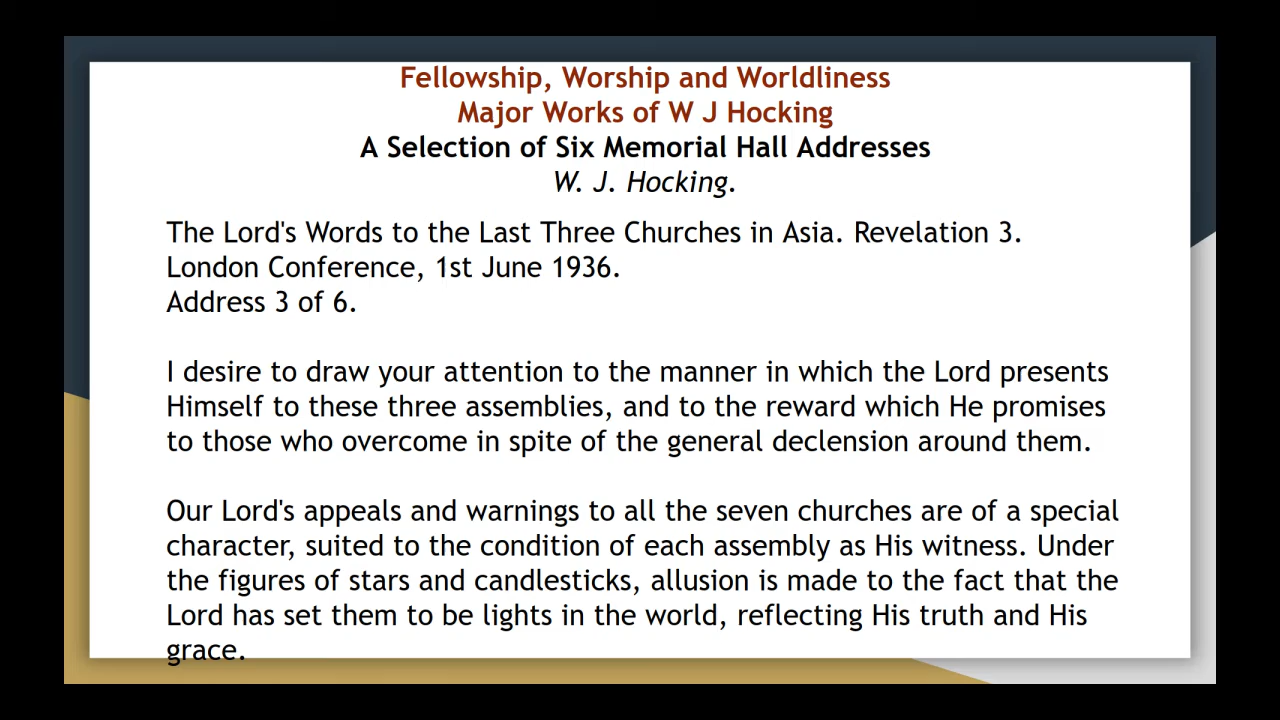 Fellowship, Worship and Worldliness
Major Works of W J Hocking
A Selection of Six Memorial Hall Addresses
W. J. Hocking.
The Lord's Words to the Last Three Churches in Asia. Revelation 3.
London Conference, 1st June 1936.
Address 3 of 6.
I desire to draw your attention to the manner in which the Lord presents
Himself to these three assemblies, and to the reward which He promises
to those who overcome in spite of the general declension around them.
Our Lord's appeals and warnings to all the seven churches are of a special
character, suited to the condition of each assembly as His witness. Under
the figures of stars and candlesticks, allusion is made to the fact that the
Lord has set them to be lights in the world, reflecting His truth and His
grace.